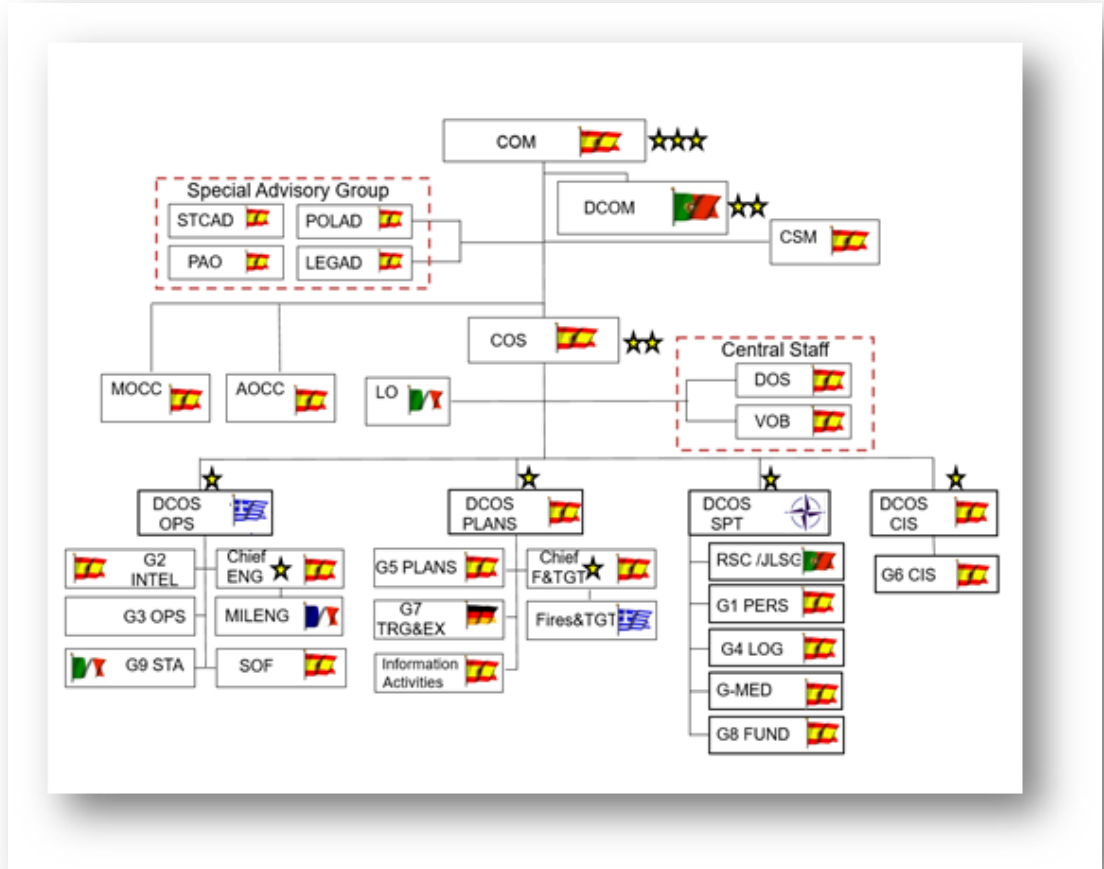 COM
DCOM
Special Advisory Group
STCAD
POLAD
PAO
LEGAD
CSM
COS
Central Staff
DOS
VOB
MOCC
AOCC
LO
DCOS
OPS
DCOS
PLANS
DCOS
SPT
DCOS
CIS
G2
INTEL
Chief
ENG
G3 OPS
MILENG
G9 STA
SOF
G5 PLANS
Chief
F&TGT
G7
TRG&EX
Fires&TGT
Information
Activities
RSC /JLSG
G1 PERS
G4 LOG
G-MED
G8 FUND
G6 CIS